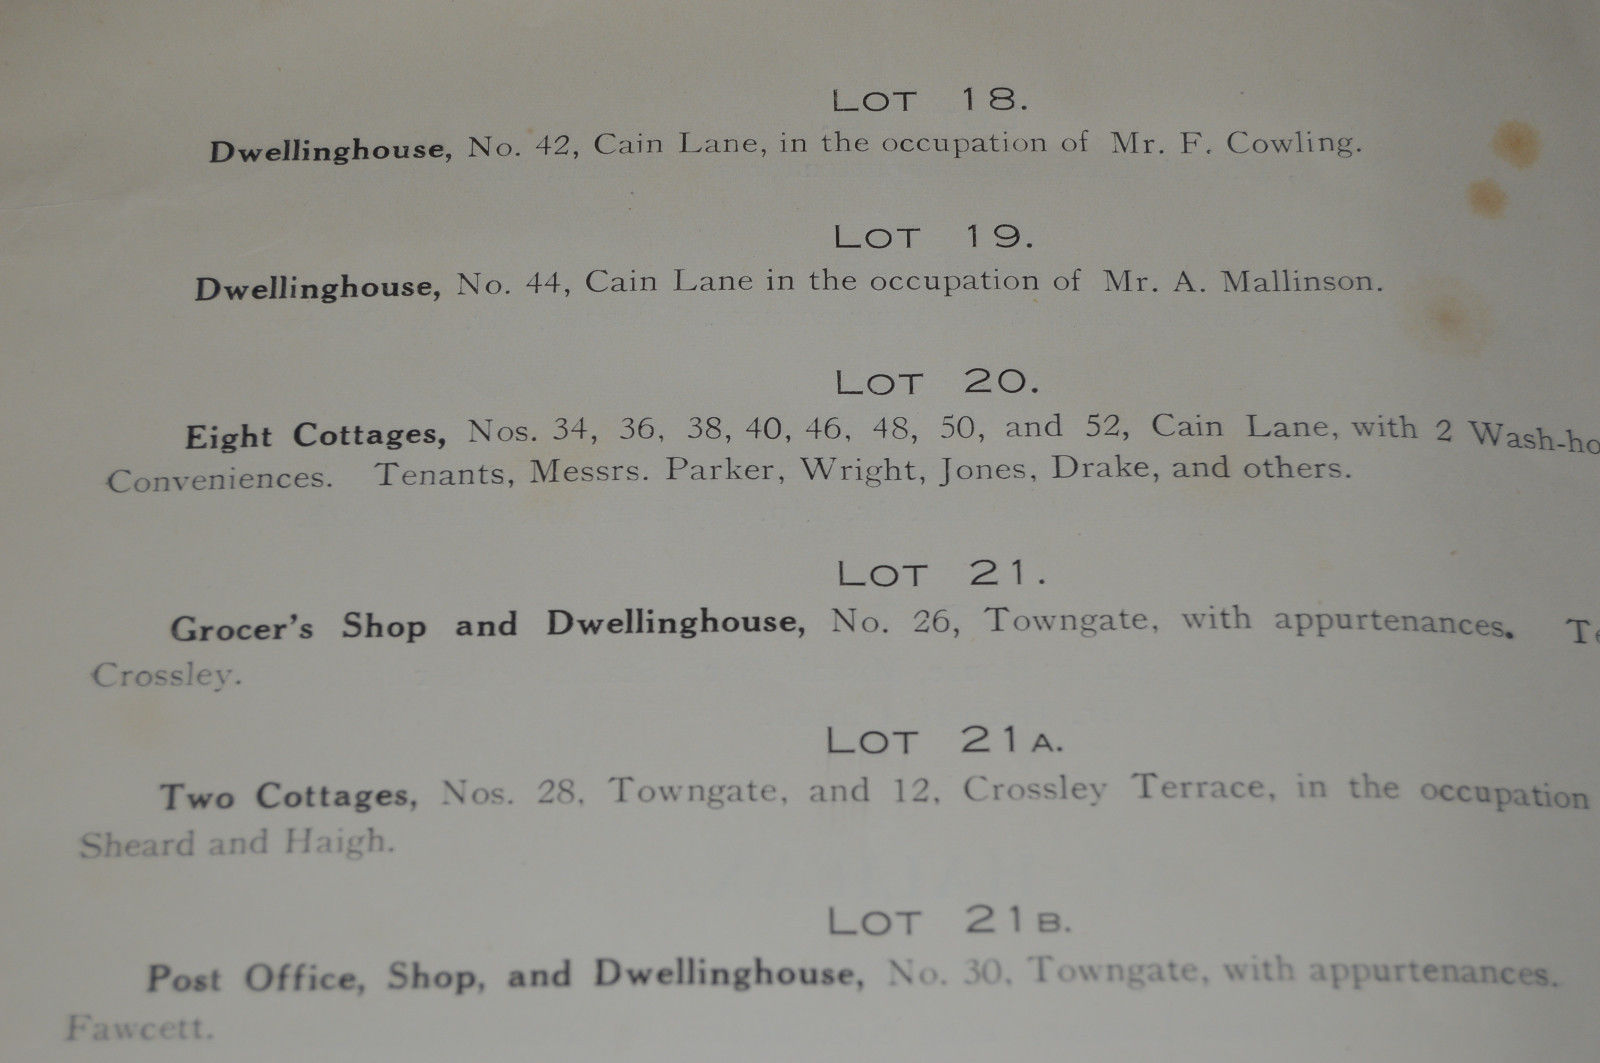 LOT 18.
Dwellinghouse, No. 42, Cain Lane, in the occupation of Mr. F. Cowling.
LOT 19.
Dwellinghouse, No. 44, Cain Lane in the occupation of Mr. A. Mallinson.
LOT 20.
Eight Cottages, Nos. 34, 36, 38, 40, 46, 48, 50, and 52, Cain Lane, with 2 Wash-ho
Conveniences. Tenants, Messrs. Parker, Wright, Jones, Drake, and others.
LOT 21.
Grocer's Shop and Dwellinghouse, No. 26, Towngate, with appurtenances.
Crossley.
LOT 21A.
Two Cottages, Nos. 28, Towngate, and 12, Crossley Terrace, in the occupation
Sheard and Haigh.
LOT 21B.
Post Office, Shop, and Dwellinghouse, No. 30, Towngate, with appurtenances.
Fawcett.